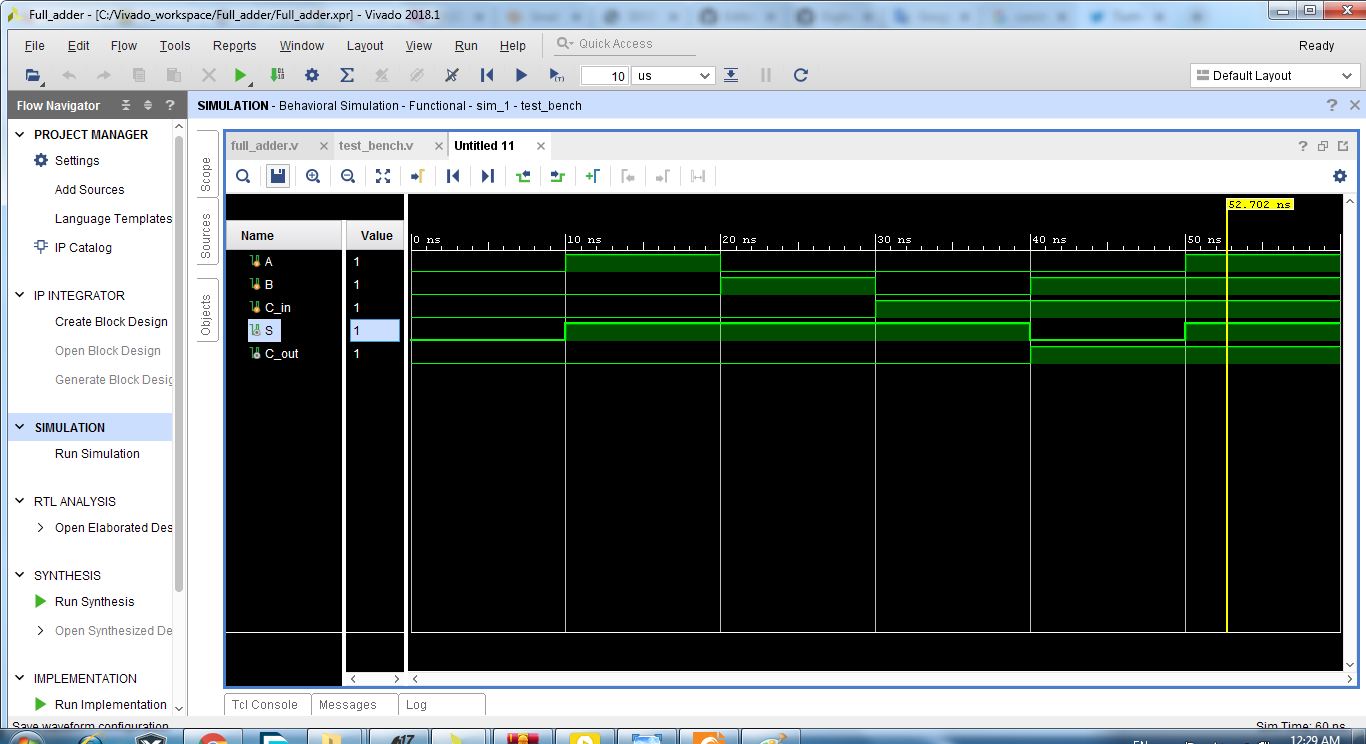 Full_adder - [C:/Vivado_workspace/Full_adder/Full_adder.xpr] - Vivado 2018.1
File Edit Flow Tools Reports Window Layout View Run Help Quick Access Ready
10 us Default Layout
Flow Navigator
SIMULATION - Behavioral Simulation - Functional - sim_1 - test_bench
PROJECT MANAGER
Settings
Add Sources
Language Templates
IP Catalog
IP INTEGRATOR
Create Block Design
Open Block Design
Generate Block Desig
SIMULATION
Run Simulation
RTL ANALYSIS
Open Elaborated Des
SYNTHESIS
Run Synthesis
Open Synthesized De
IMPLEMENTATION
Run Implementation
Scope
Sources
Objects
full_adder.v test_bench.v Untitled 11
52.702 ns
Name Value
0 ns 10 ns 20 ns 30 ns 40 ns 50 ns
A 1
B 1
C_in 1
S 1
C_out 1
Tcl Console Messages Log
Save waveform configuration Sim Time: 60 ns
EN 12:29 AM